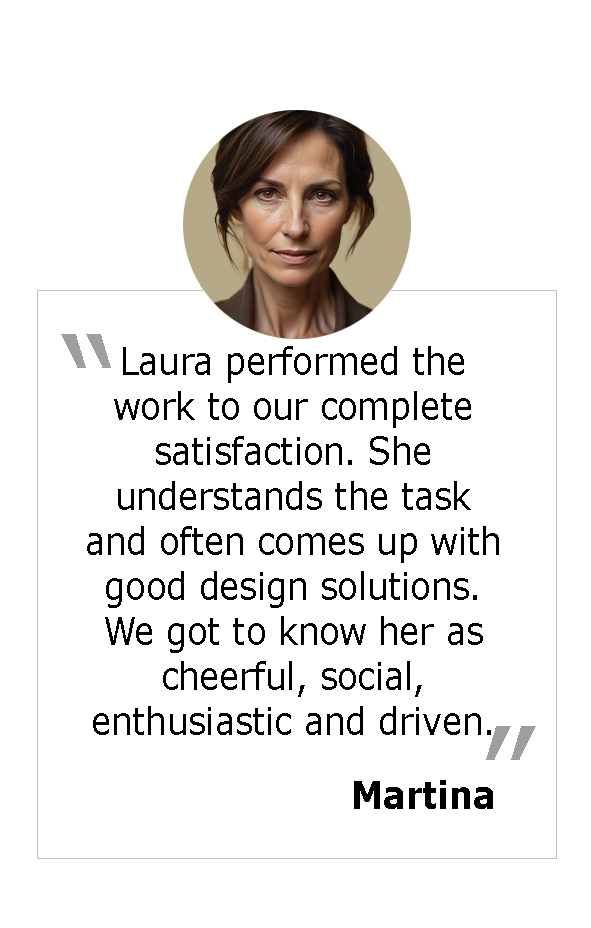 "Laura performed the
work to our complete
satisfaction. She
understands the task
and often comes up with
good design solutions.
We got to know her as
cheerful, social,
enthusiastic and driven."
Martina